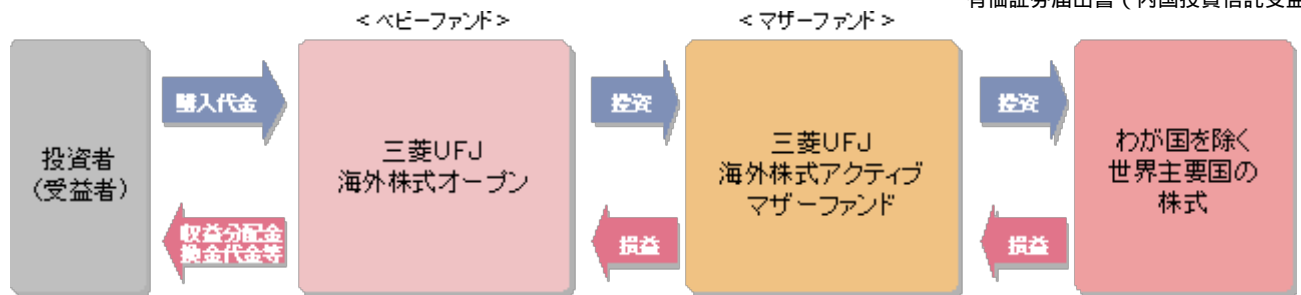 有価証券届出書(内国投資信託受益
<ベビーファンド>
<マザーファンド>
投資者
(受益者)
購入代金
収益分配金
換金代金等
三菱UFJ
海外株式オープン
投資
損益
三菱UFJ
海外株式アクティブ
マザーファンド
投資
損益
わが国を除く
世界主要国の
株式